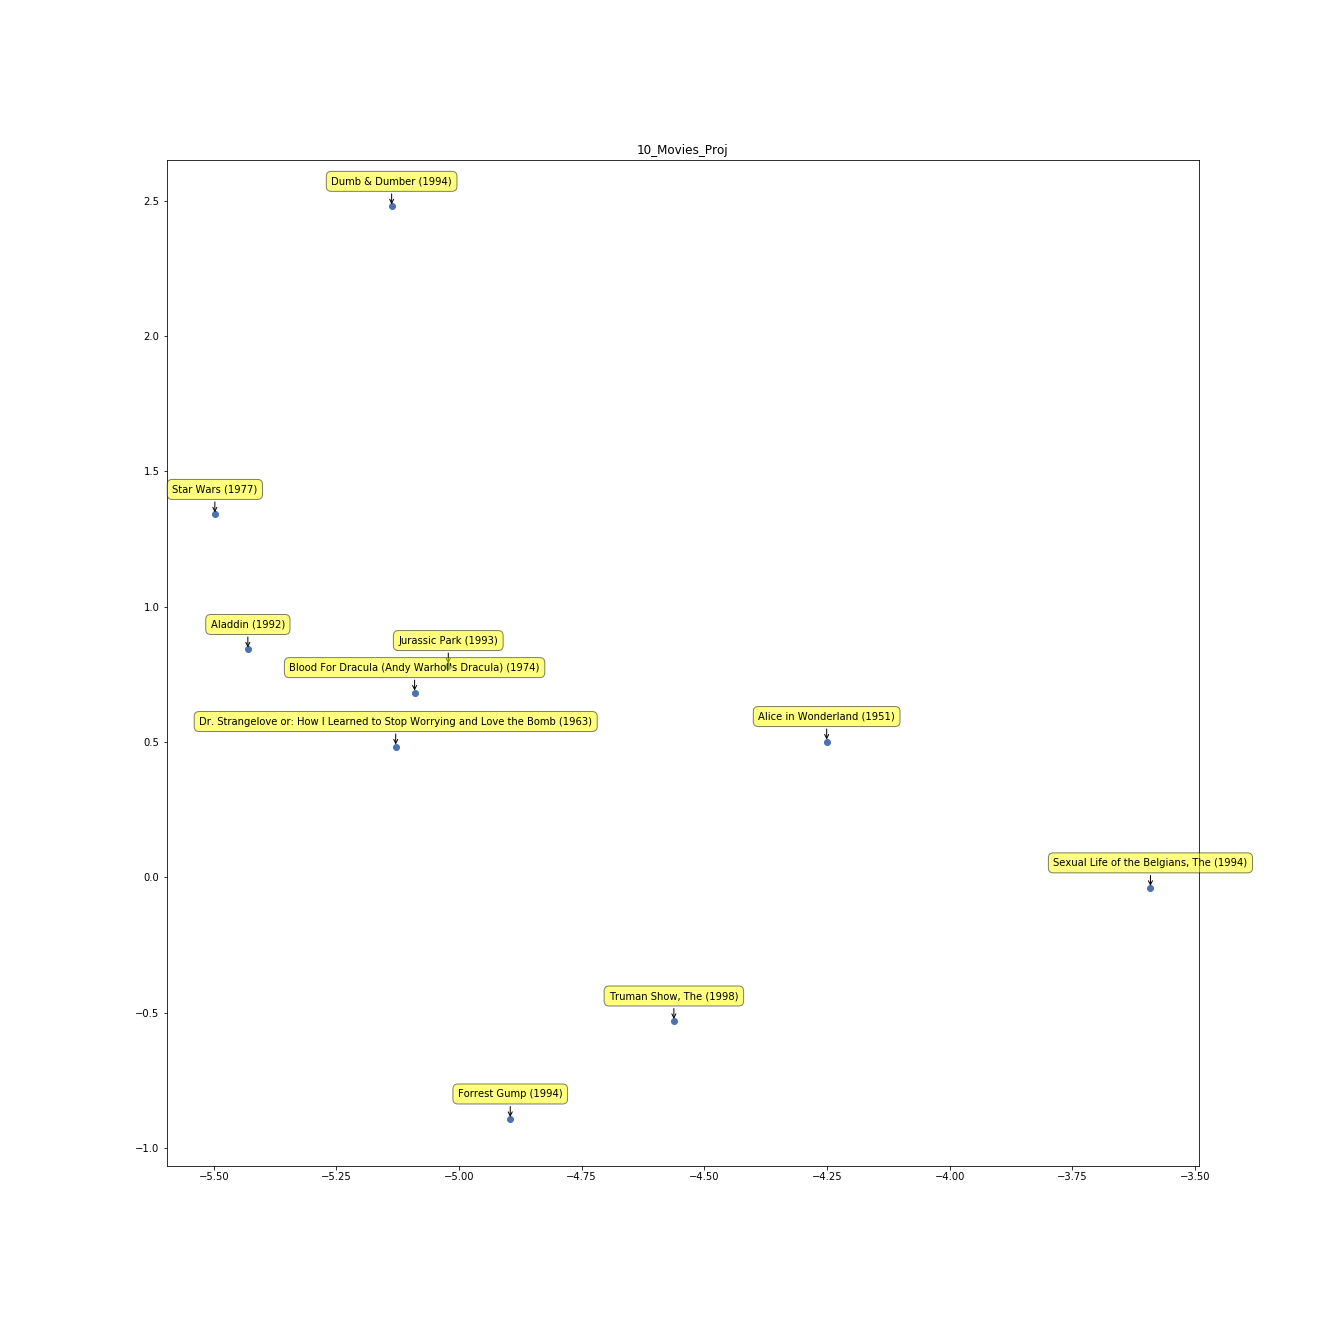 10_Movies_Proj
Dumb & Dumber (1994)
2.5
2.0
1.5
Star Wars (1977)
1.0
Aladdin (1992)
Jurassic Park (1993)
Blood For Dracula (Andy Warhol's Dracula) (1974)
Dr. Strangelove or: How I Learned to Stop Worrying and Love the Bomb (1963)
Alice in Wonderland (1951)
0.5
0.0
Sexual Life of the Belgians, The (1994)
−0.5
Truman Show, The (1998)
Forrest Gump (1994)
−1.0
−5.50 −5.25 −5.00 −4.75 −4.50 −4.25 −4.00 −3.75 −3.50